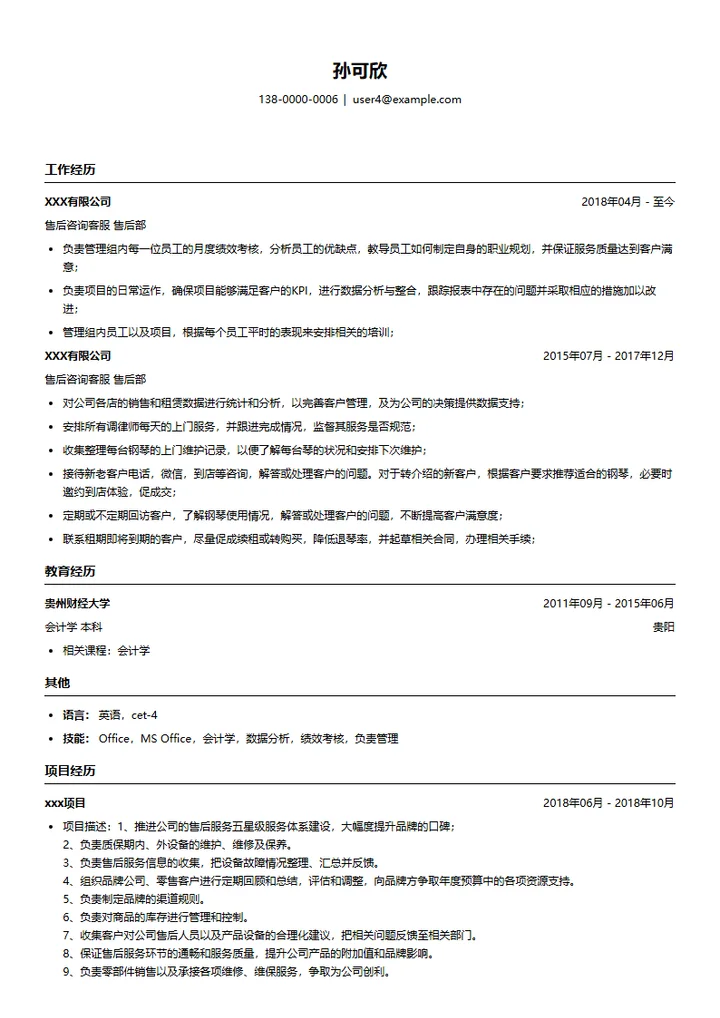 孙可欣
138-0000-0006 | user4@example.com
工作经历
XXX有限公司 2018年04月 - 至今
售后咨询客服 售后部
• 负责管理组内每一位员工的月度绩效考核，分析员工的优缺点，教导员工如何制定自身的职业规划，并保证服务质量达到客户满
意；
• 负责项目的日常运作，确保项目能够满足客户的KPI，进行数据分析与整合，跟踪报表中存在的问题并采取相应的措施加以改
进；
• 管理组内员工以及项目，根据每个员工平时的表现来安排相关的培训；
XXX有限公司 2015年07月 - 2017年12月
售后咨询客服 售后部
• 对公司各店的销售和租赁数据进行统计和分析，以完善客户管理，及为公司的决策提供数据支持；
• 安排所有调律师每天的上门服务，并跟进完成情况，监督其服务是否规范；
• 收集整理每台钢琴的上门维护记录，以便了解每台琴的状况和安排下次维护；
• 接待新老客户电话，微信，到店等咨询，解答或处理客户的问题。对于转介绍的新客户，根据客户要求推荐适合的钢琴，必要时
邀约到店体验，促成交；
• 定期或不定期回访客户，了解钢琴使用情况，解答或处理客户的问题，不断提高客户满意度；
• 联系租期即将到期的客户，尽量促成续租或转购买，降低退琴率，并起草相关合同，办理相关手续；
教育经历
贵州财经大学 2011年09月 - 2015年06月
会计学 本科 贵阳
• 相关课程：会计学
其他
• 语言： 英语，cet-4
• 技能： Office，MS Office，会计学，数据分析，绩效考核，负责管理
项目经历
xxx项目 2018年06月 - 2018年10月
• 项目描述：1、推进公司的售后服务五星级服务体系建设，大幅度提升品牌的口碑；
2、负责质保期内、外设备的维护、维修及保养。
3、负责售后服务信息的收集，把设备故障情况整理、汇总并反馈。
4、组织品牌公司、零售客户进行定期回顾和总结，评估和调整，向品牌方争取年度预算中的各项资源支持。
5、负责制定品牌的渠道规则。
6、负责对商品的库存进行管理和控制。
7、收集客户对公司售后人员以及产品设备的合理化建议，把相关问题反馈至相关部门。
8、保证售后服务环节的通畅和服务质量，提升公司产品的附加值和品牌影响。
9、负责零部件销售以及承接各项维修、维保服务，争取为公司创利。